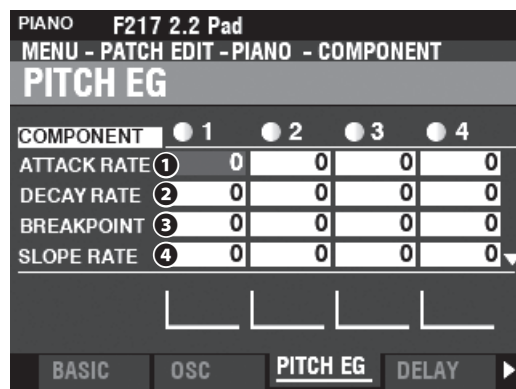 PIANO F217 2.2 Pad
MENU - PATCH EDIT - PIANO - COMPONENT
PITCH EG
COMPONENT 1 2 3 4
ATTACK RATE 1 0 0 0 0
DECAY RATE 2 0 0 0 0
BREAKPOINT 3 0 0 0 0
SLOPE RATE 4 0 0 0 0
BASIC OSC PITCH EG DELAY